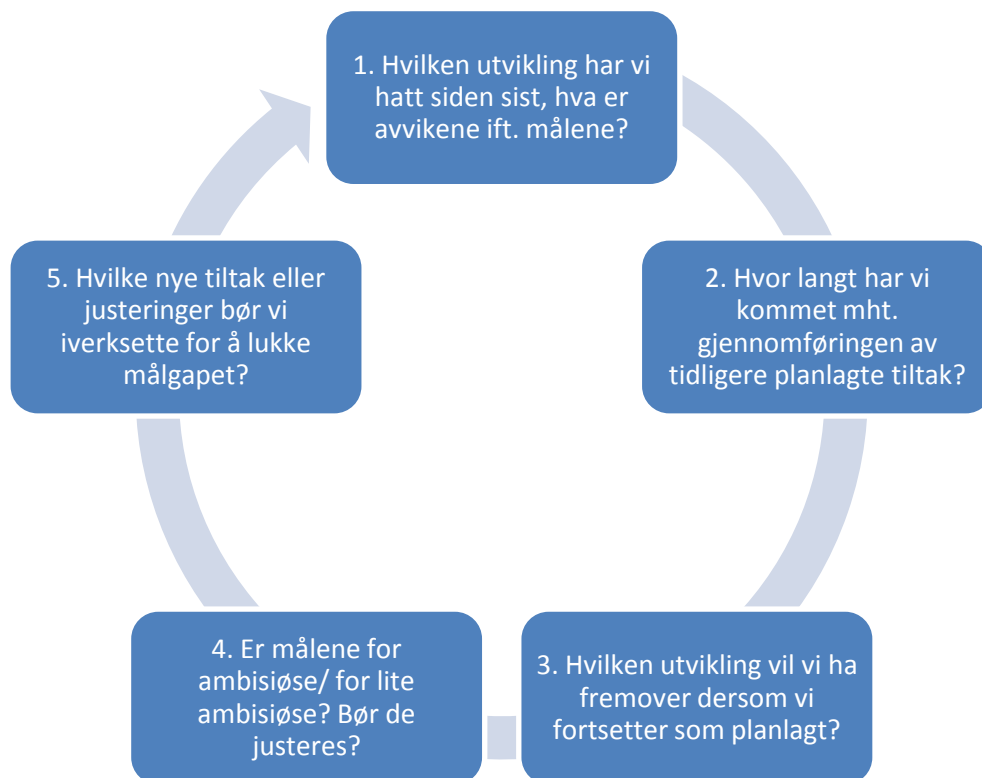 1. Hvilken utvikling har vi
hatt siden sist, hva er
avvikene ift. målene?
2. Hvor langt har vi
kommet mht.
gjennomføringen av
tidligere planlagte tiltak?
3. Hvilken utvikling vil vi ha
fremover dersom vi
fortsetter som planlagt?
4. Er målene for
ambisiøse/ for lite
ambisiøse? Bør de
justeres?
5. Hvilke nye tiltak eller
justeringer bør vi
iverksette for å lukke
målgapet?